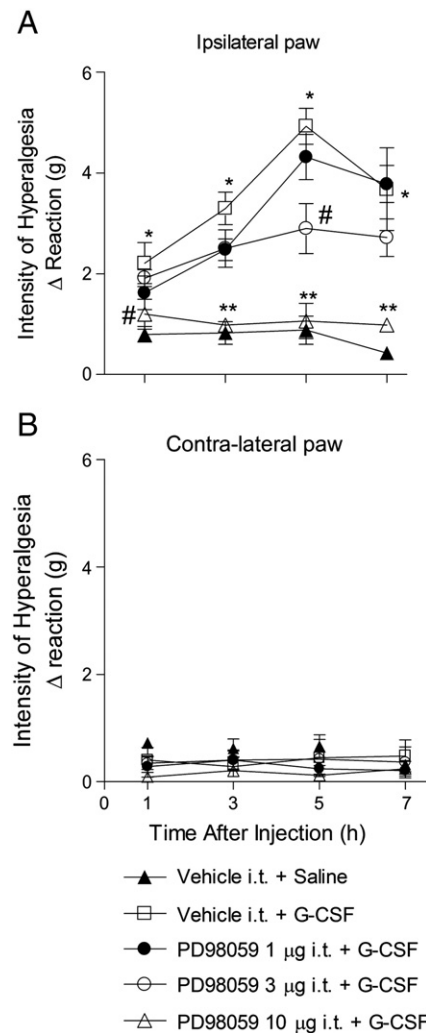 A
Ipsilateral paw
Intensity of Hyperalgesia
Δ Reaction (g)
6
*
*
4
*
*
#
2
#
**
**
**
0
B
Contra-lateral paw
Intensity of Hyperalgesia
Δ reaction (g)
6
4
2
0
0 1 3 5 7
Time After Injection (h)
Vehicle i.t. + Saline
Vehicle i.t. + G-CSF
PD98059 1 μg i.t. + G-CSF
PD98059 3 μg i.t. + G-CSF
PD98059 10 μg i.t. + G-CSF